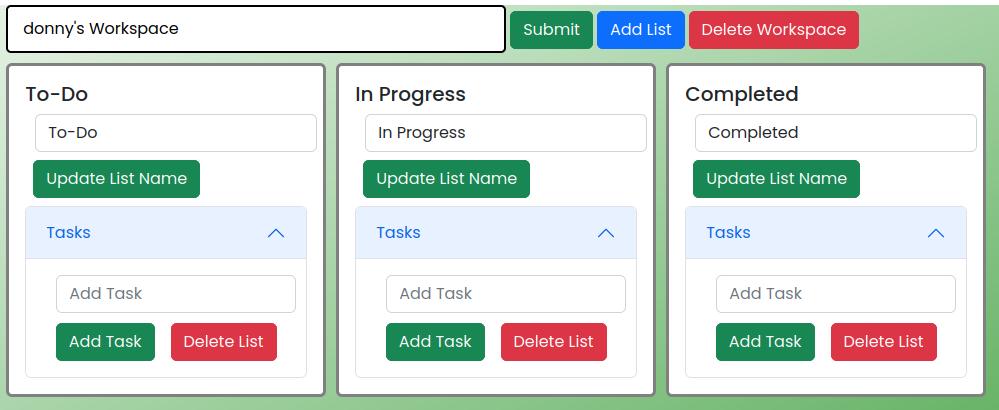 donny's Workspace Submit Add List Delete Workspace
To-Do
To-Do
Update List Name
Tasks
Add Task
Add Task Delete List
In Progress
In Progress
Update List Name
Tasks
Add Task
Add Task Delete List
Completed
Completed
Update List Name
Tasks
Add Task
Add Task Delete List